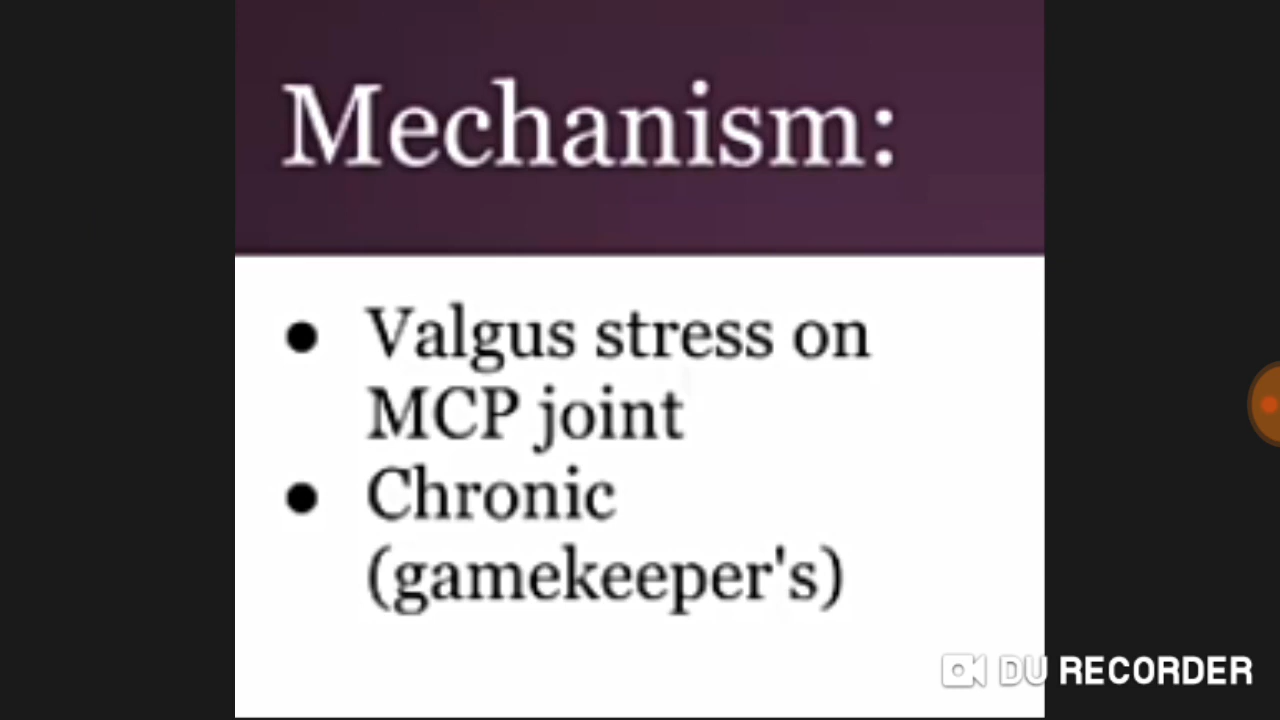 Mechanism:
● Valgus stress on
MCP joint
● Chronic
(gamekeeper's)
DU RECORDER